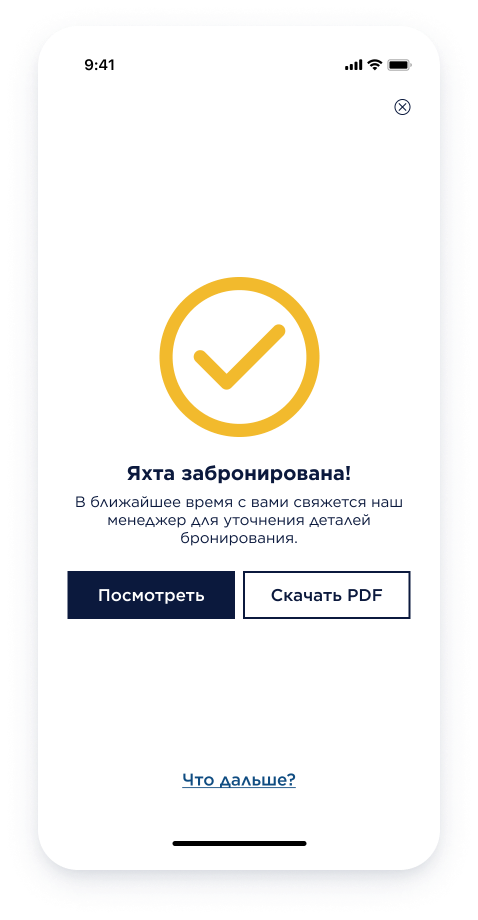 9:41
Яхта забронирована!
В ближайшее время с вами свяжется наш
менеджер для уточнения деталей
бронирования.
Посмотреть
Скачать PDF
Что дальше?